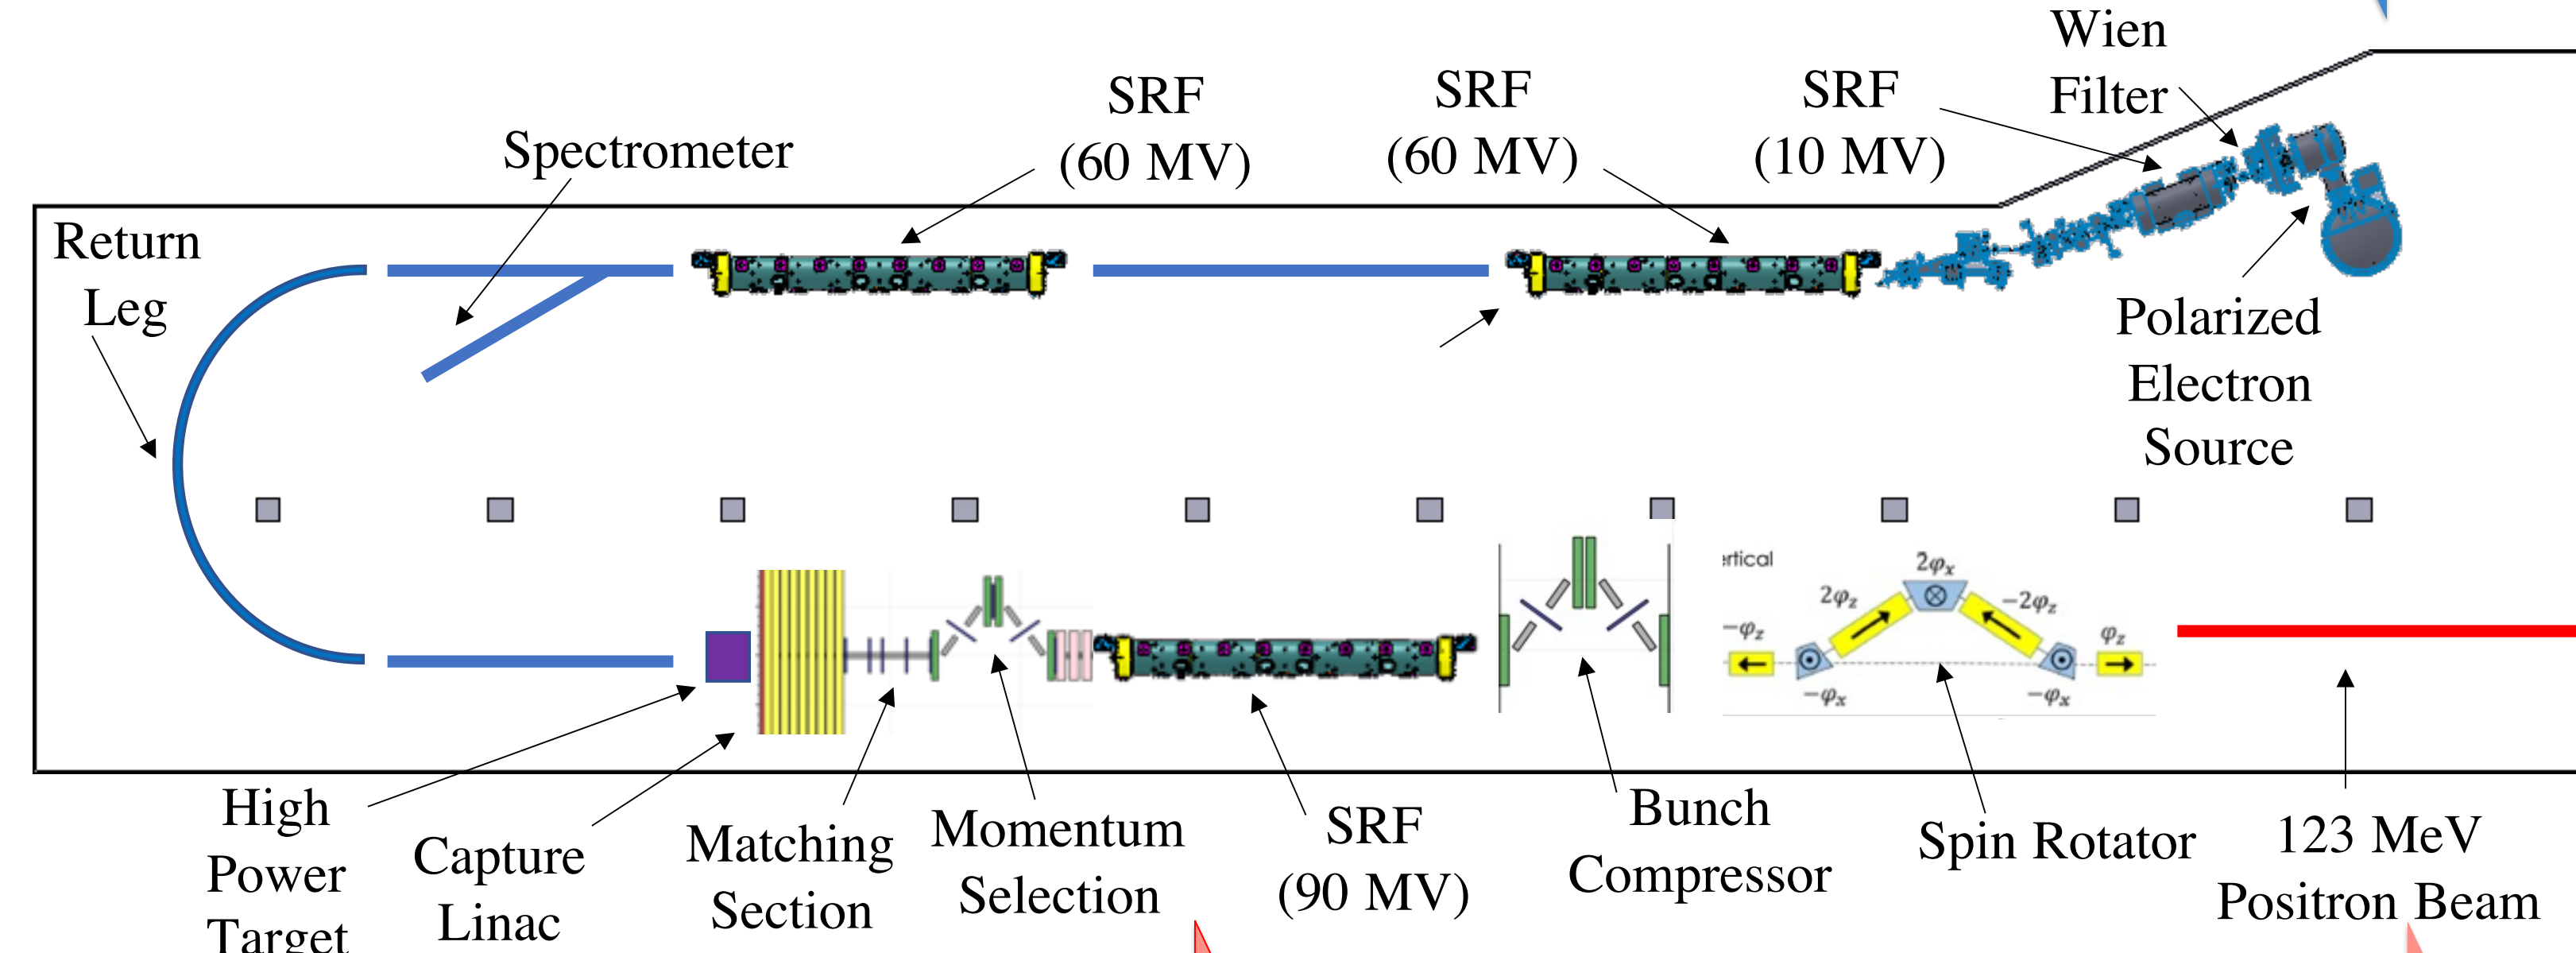 Wien
Filter
SRF
(60 MV)
SRF
(60 MV)
SRF
(10 MV)
Spectrometer
Return
Leg
Polarized
Electron
Source
ertical
2φx
2φz
−2φz
−φz
φz
−φx
−φx
High
Power
Target
Capture
Linac
Matching
Section
Momentum
Selection
SRF
(90 MV)
Bunch
Compressor
Spin Rotator
123 MeV
Positron Beam